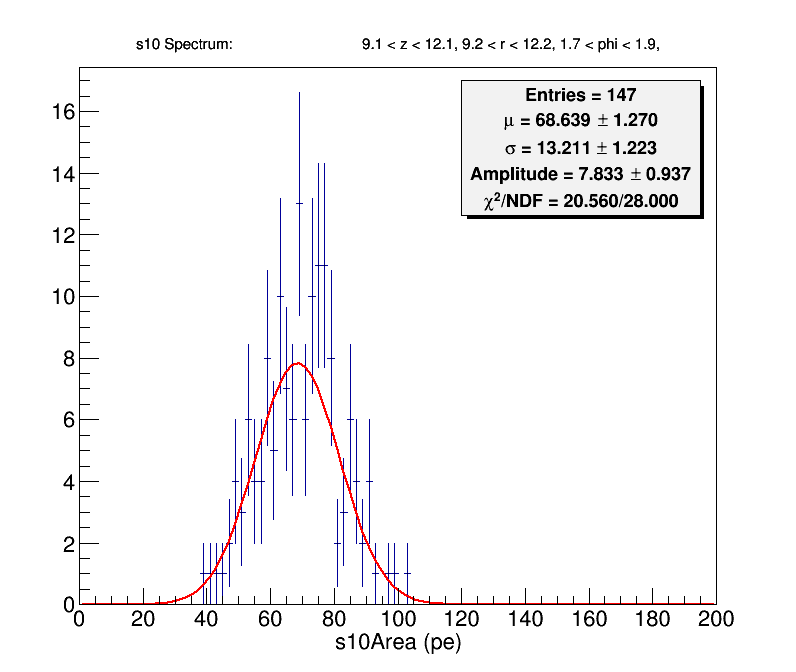 s10 Spectrum: 9.1 < z < 12.1, 9.2 < r < 12.2, 1.7 < phi < 1.9,
Entries = 147
μ = 68.639 ± 1.270
σ = 13.211 ± 1.223
Amplitude = 7.833 ± 0.937
χ²/NDF = 20.560/28.000
16
14
12
10
8
6
4
2
0
0 20 40 60 80 100 120 140 160 180 200
s10Area (pe)